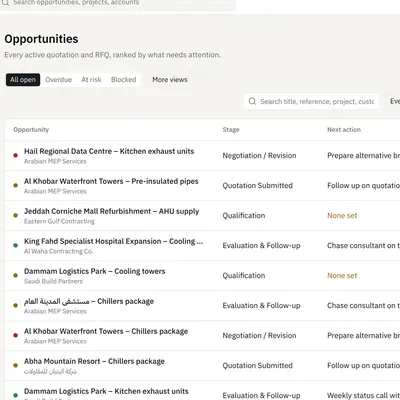 Search opportunities, projects, accounts
Opportunities
Every active quotation and RFQ, ranked by what needs attention.
All open Overdue At risk Blocked More views
Search title, reference, project, custo Eve
Opportunity Stage Next action
Hail Regional Data Centre – Kitchen exhaust units Negotiation / Revision Prepare alternative br
Arabian MEP Services
Al Khobar Waterfront Towers – Pre-insulated pipes Quotation Submitted Follow up on quotatio
Arabian MEP Services
Jeddah Corniche Mall Refurbishment – AHU supply Qualification None set
Eastern Gulf Contracting
King Fahd Specialist Hospital Expansion – Cooling ... Evaluation & Follow-up Chase consultant on t
Al Waha Contracting Co.
Dammam Logistics Park – Cooling towers Qualification None set
Saudi Build Partners
مستشفى المدينة العام – Chillers package Evaluation & Follow-up Chase consultant on t
Arabian MEP Services
Al Khobar Waterfront Towers – Chillers package Negotiation / Revision Prepare alternative br
Arabian MEP Services
Abha Mountain Resort – Chillers package Quotation Submitted Follow up on quotatio
شركة البنيان للمقاولات
Dammam Logistics Park – Kitchen exhaust units Evaluation & Follow-up Weekly status call wit